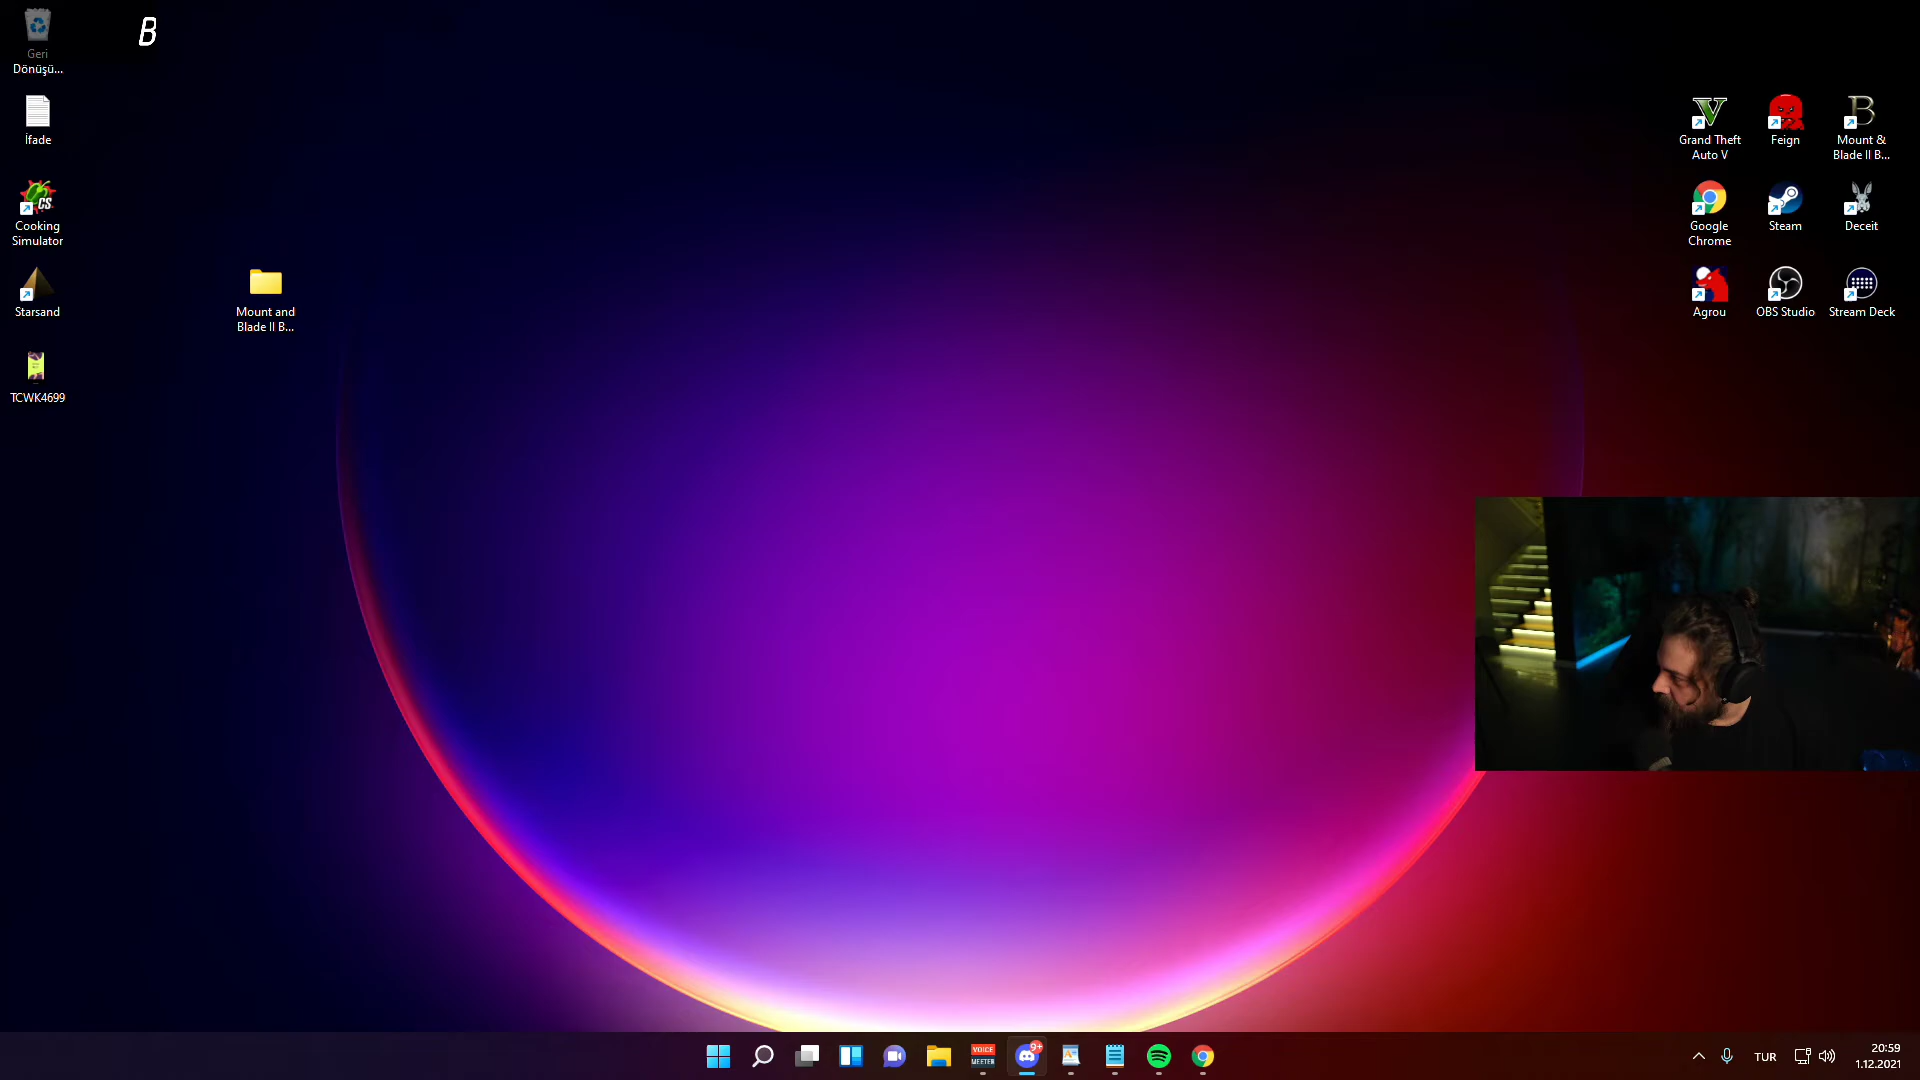 Geri
Dönüşü...
B
İfade
Cooking
Simulator
Starsand
Mount and
Blade II B...
TCWK4699
Grand Theft
Auto V
Feign
Mount &
Blade II B...
Google
Chrome
Steam
Deceit
Agrou
OBS Studio
Stream Deck
VOICE
MEETER
9+
TUR
20:59
1.12.2021